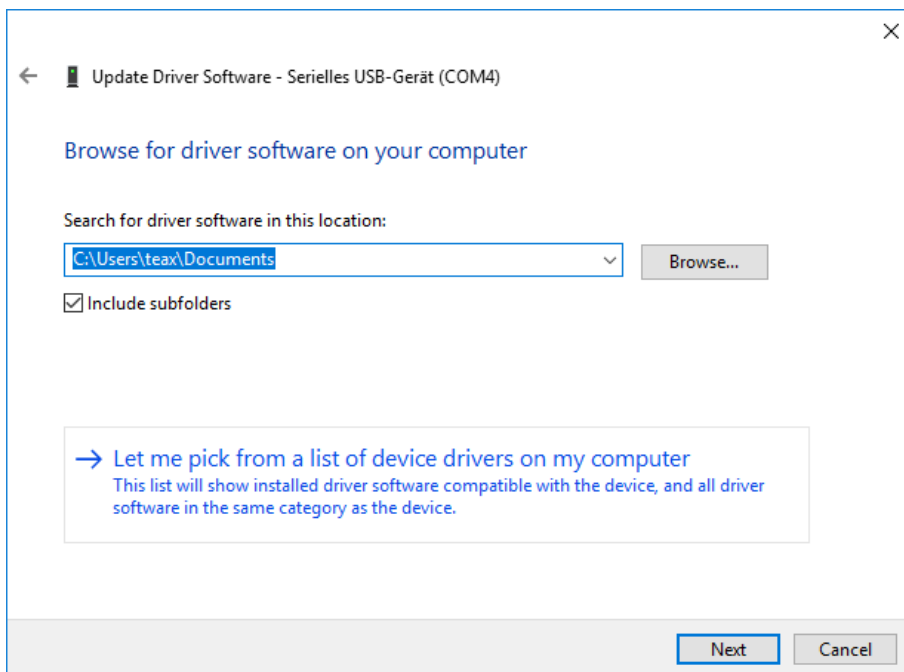 Update Driver Software - Serielles USB-Gerät (COM4)
Browse for driver software on your computer
Search for driver software in this location:
C:\Users\teax\Documents
Browse...
Include subfolders
Let me pick from a list of device drivers on my computer
This list will show installed driver software compatible with the device, and all driver
software in the same category as the device.
Next
Cancel